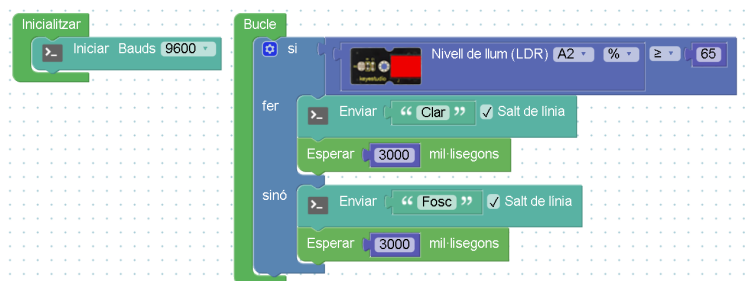 Inicialitzar
Iniciar Bauds 9600
Bucle
si
keyestudio
Nivell de llum (LDR) A2 % ≥ 65
fer
Enviar “ Clar ” Salt de línia
Esperar 3000 mil·lisegons
sinó
Enviar “ Fosc ” Salt de línia
Esperar 3000 mil·lisegons